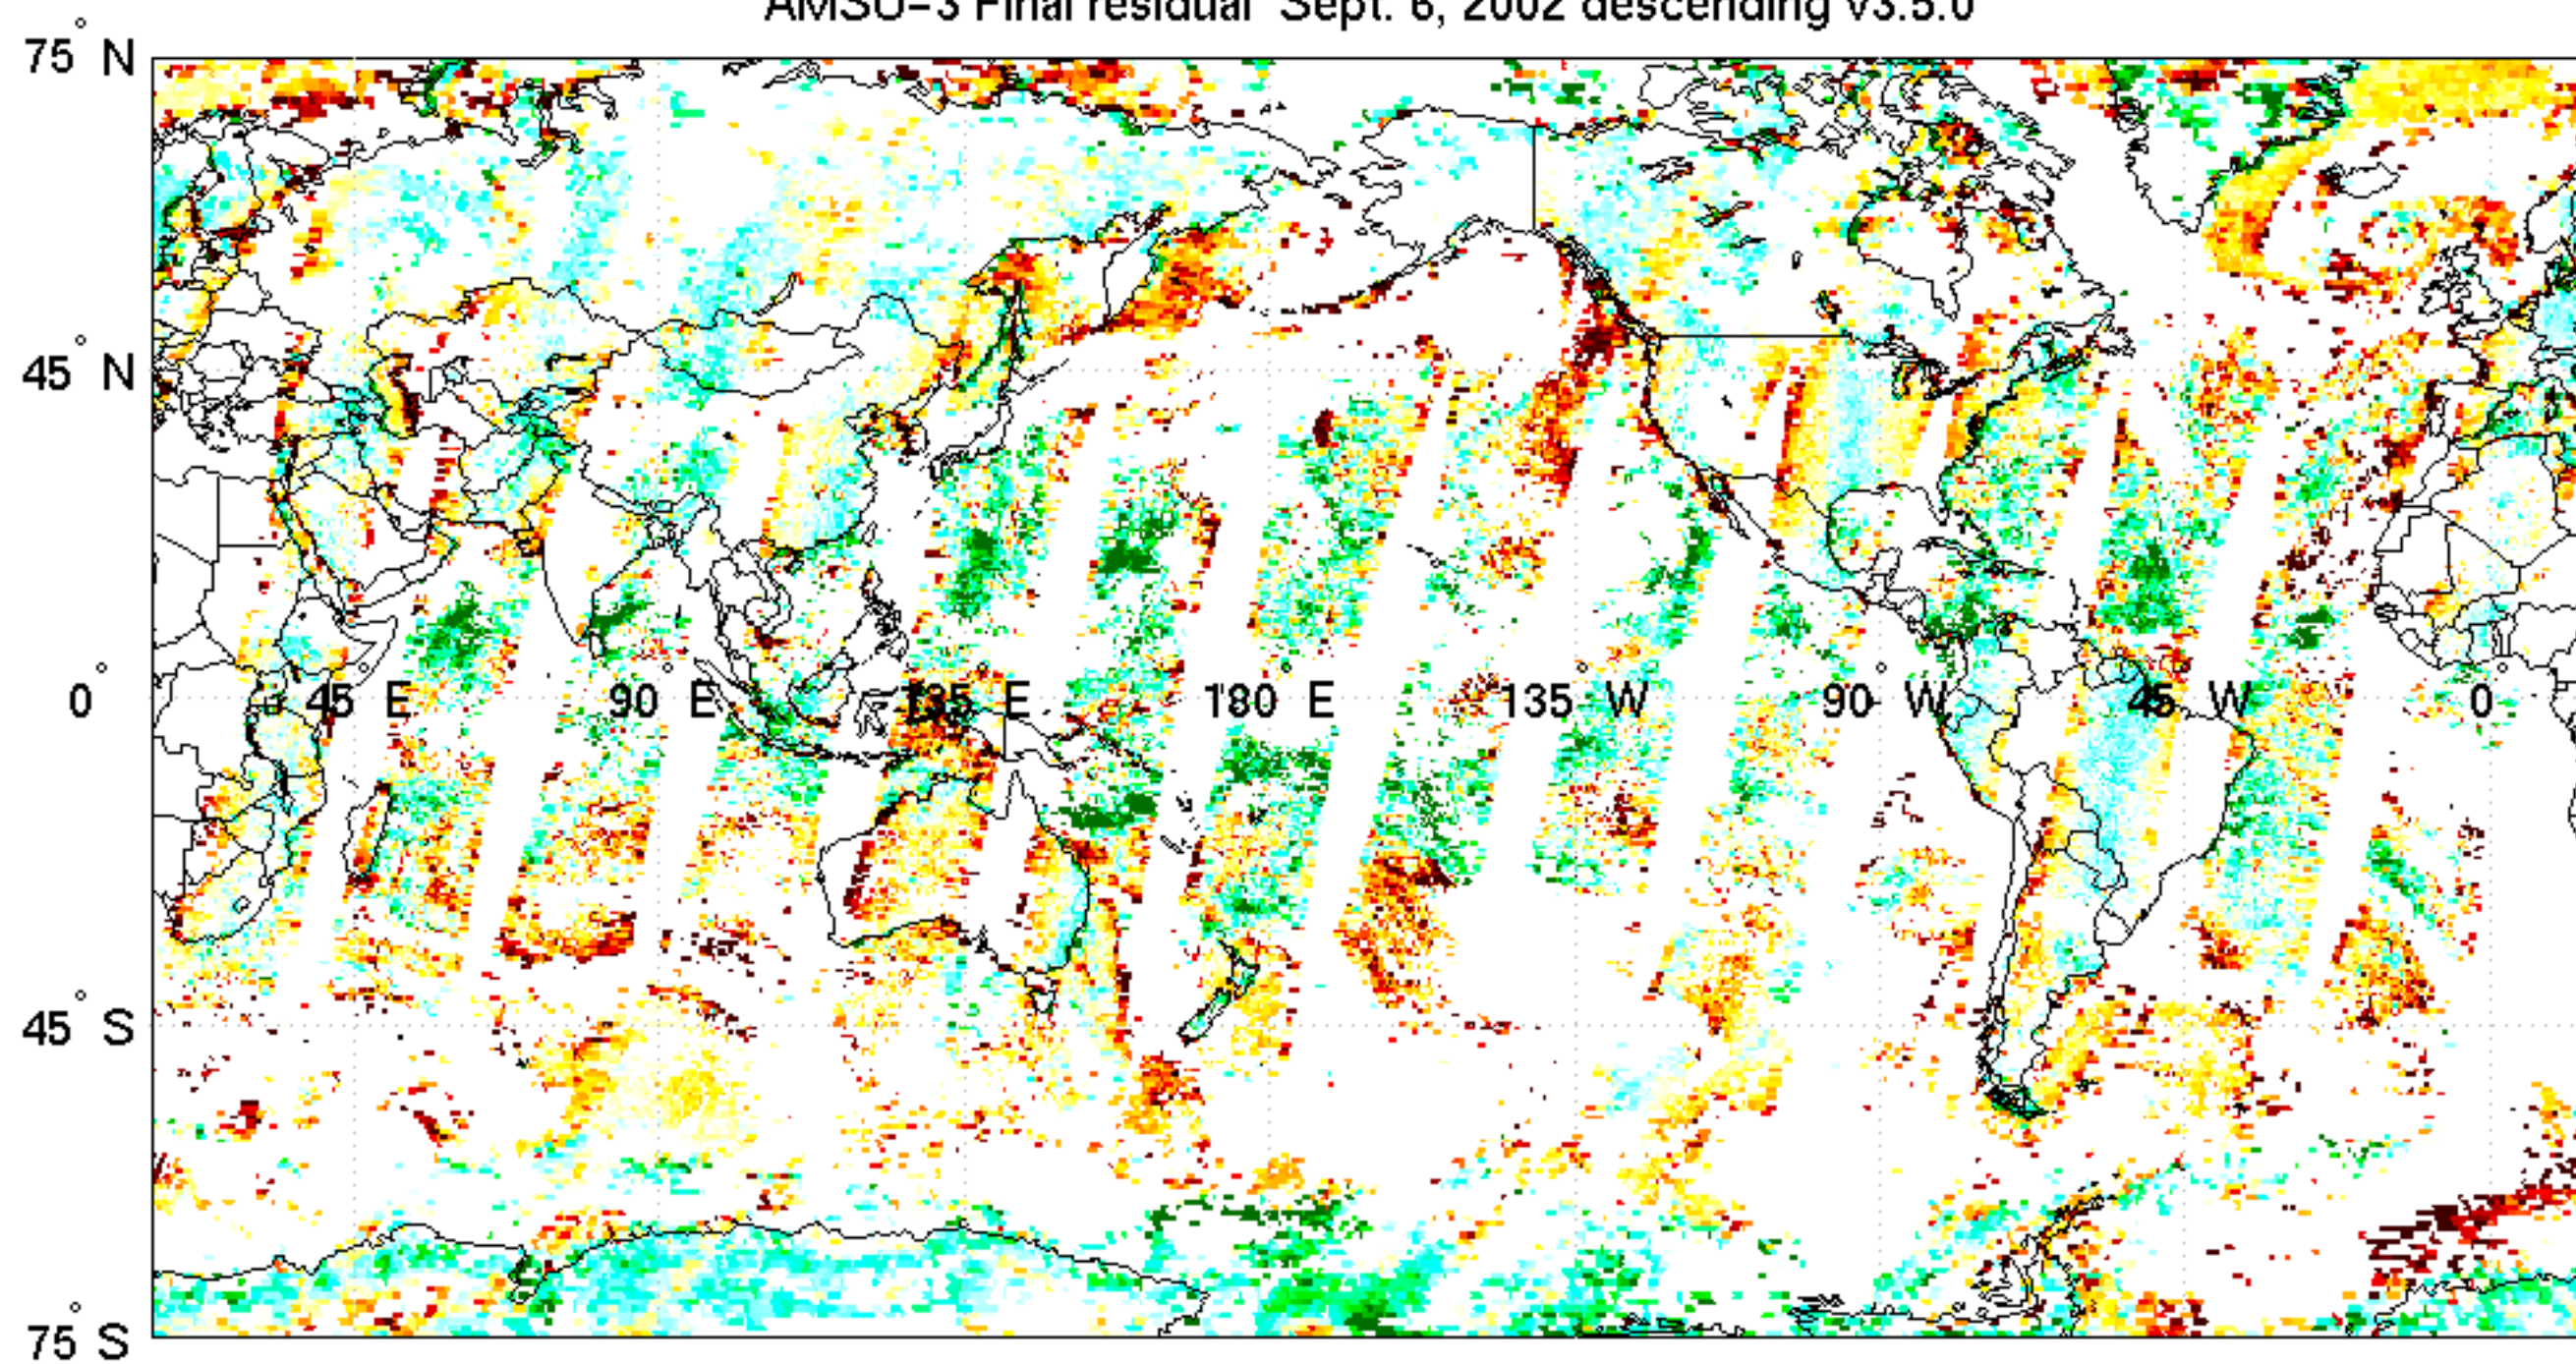 AMSU-3 Final residual Sept. 6, 2002 descending v3.5.0
75° N
45° N
0°
45° E
90° E
135° E
180° E
135° W
90° W
45° W
0°
45° S
75° S